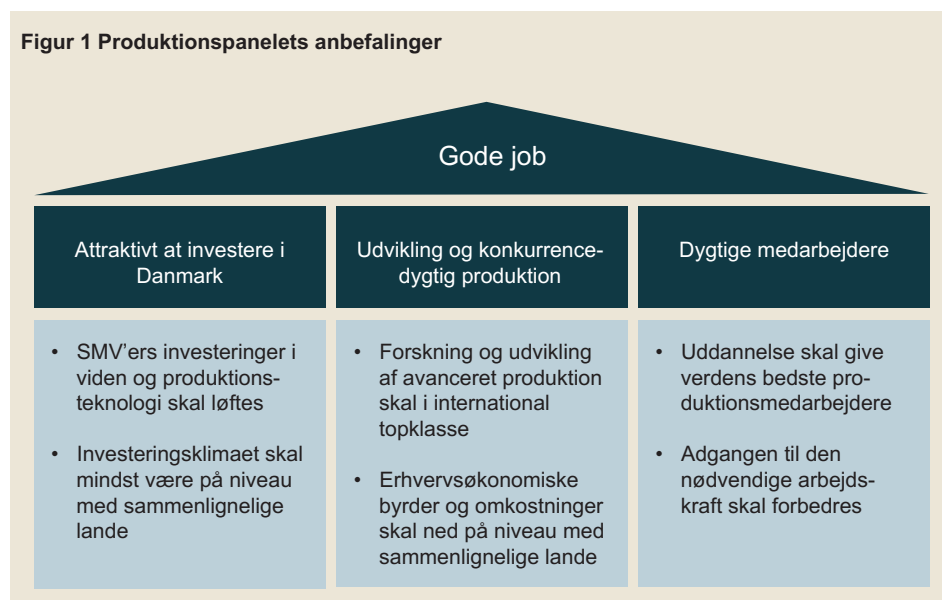 Figur 1 Produktionspanelets anbefalinger
Gode job
Attraktivt at investere i
Danmark
Udvikling og konkurrence-
dygtig produktion
Dygtige medarbejdere
• SMV’ers investeringer i
viden og produktions-
teknologi skal løftes
• Investeringsklimaet skal
mindst være på niveau
med sammenlignelige
lande
• Forskning og udvikling
af avanceret produktion
skal i international
topklasse
• Erhvervsøkonomiske
byrder og omkostninger
skal ned på niveau med
sammenlignelige lande
• Uddannelse skal give
verdens bedste pro-
duktionsmedarbejdere
• Adgangen til den
nødvendige arbejds-
kraft skal forbedres